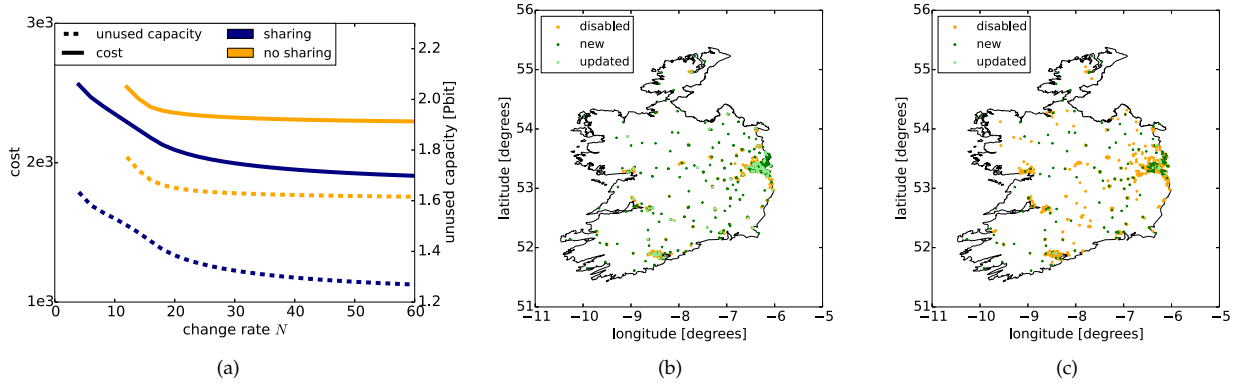 3e3
2e3
1e3
cost
unused capacity
cost
sharing
no sharing
2.2
2.0
1.8
1.6
1.4
1.2
unused capacity [Pbit]
0 10 20 30 40 50 60
change rate N
(a)
disabled
new
updated
56
55
54
53
52
51
latitude [degrees]
−11 −10 −9 −8 −7 −6 −5
longitude [degrees]
(b)
disabled
new
updated
56
55
54
53
52
51
latitude [degrees]
−11 −10 −9 −8 −7 −6 −5
longitude [degrees]
(c)